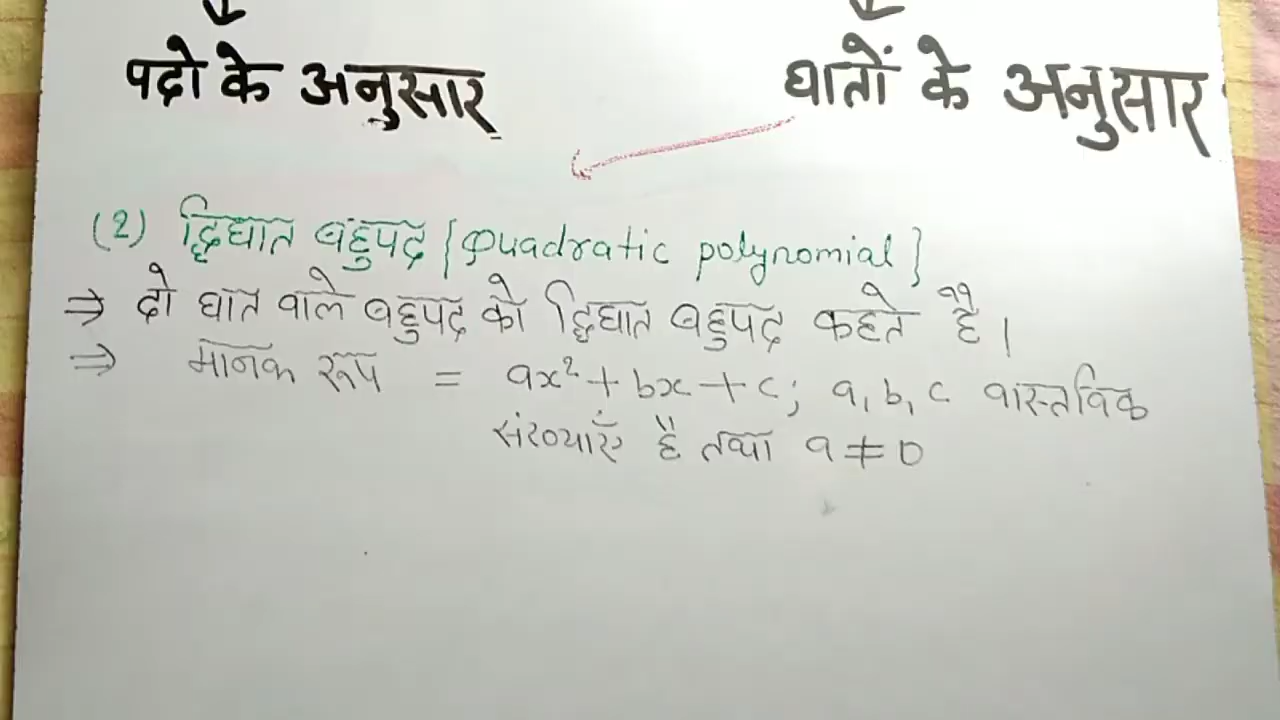 पदो के अनुसार
घातों के अनुसार
(2) द्विघात बहुपद {Quadratic polynomial}
⇒ दो घात वाले बहुपद को द्विघात बहुपद कहते हैं।
⇒ मानक रूप = ax² + bx + c; a, b, c वास्तविक
संख्याएँ है तथा a ≠ 0